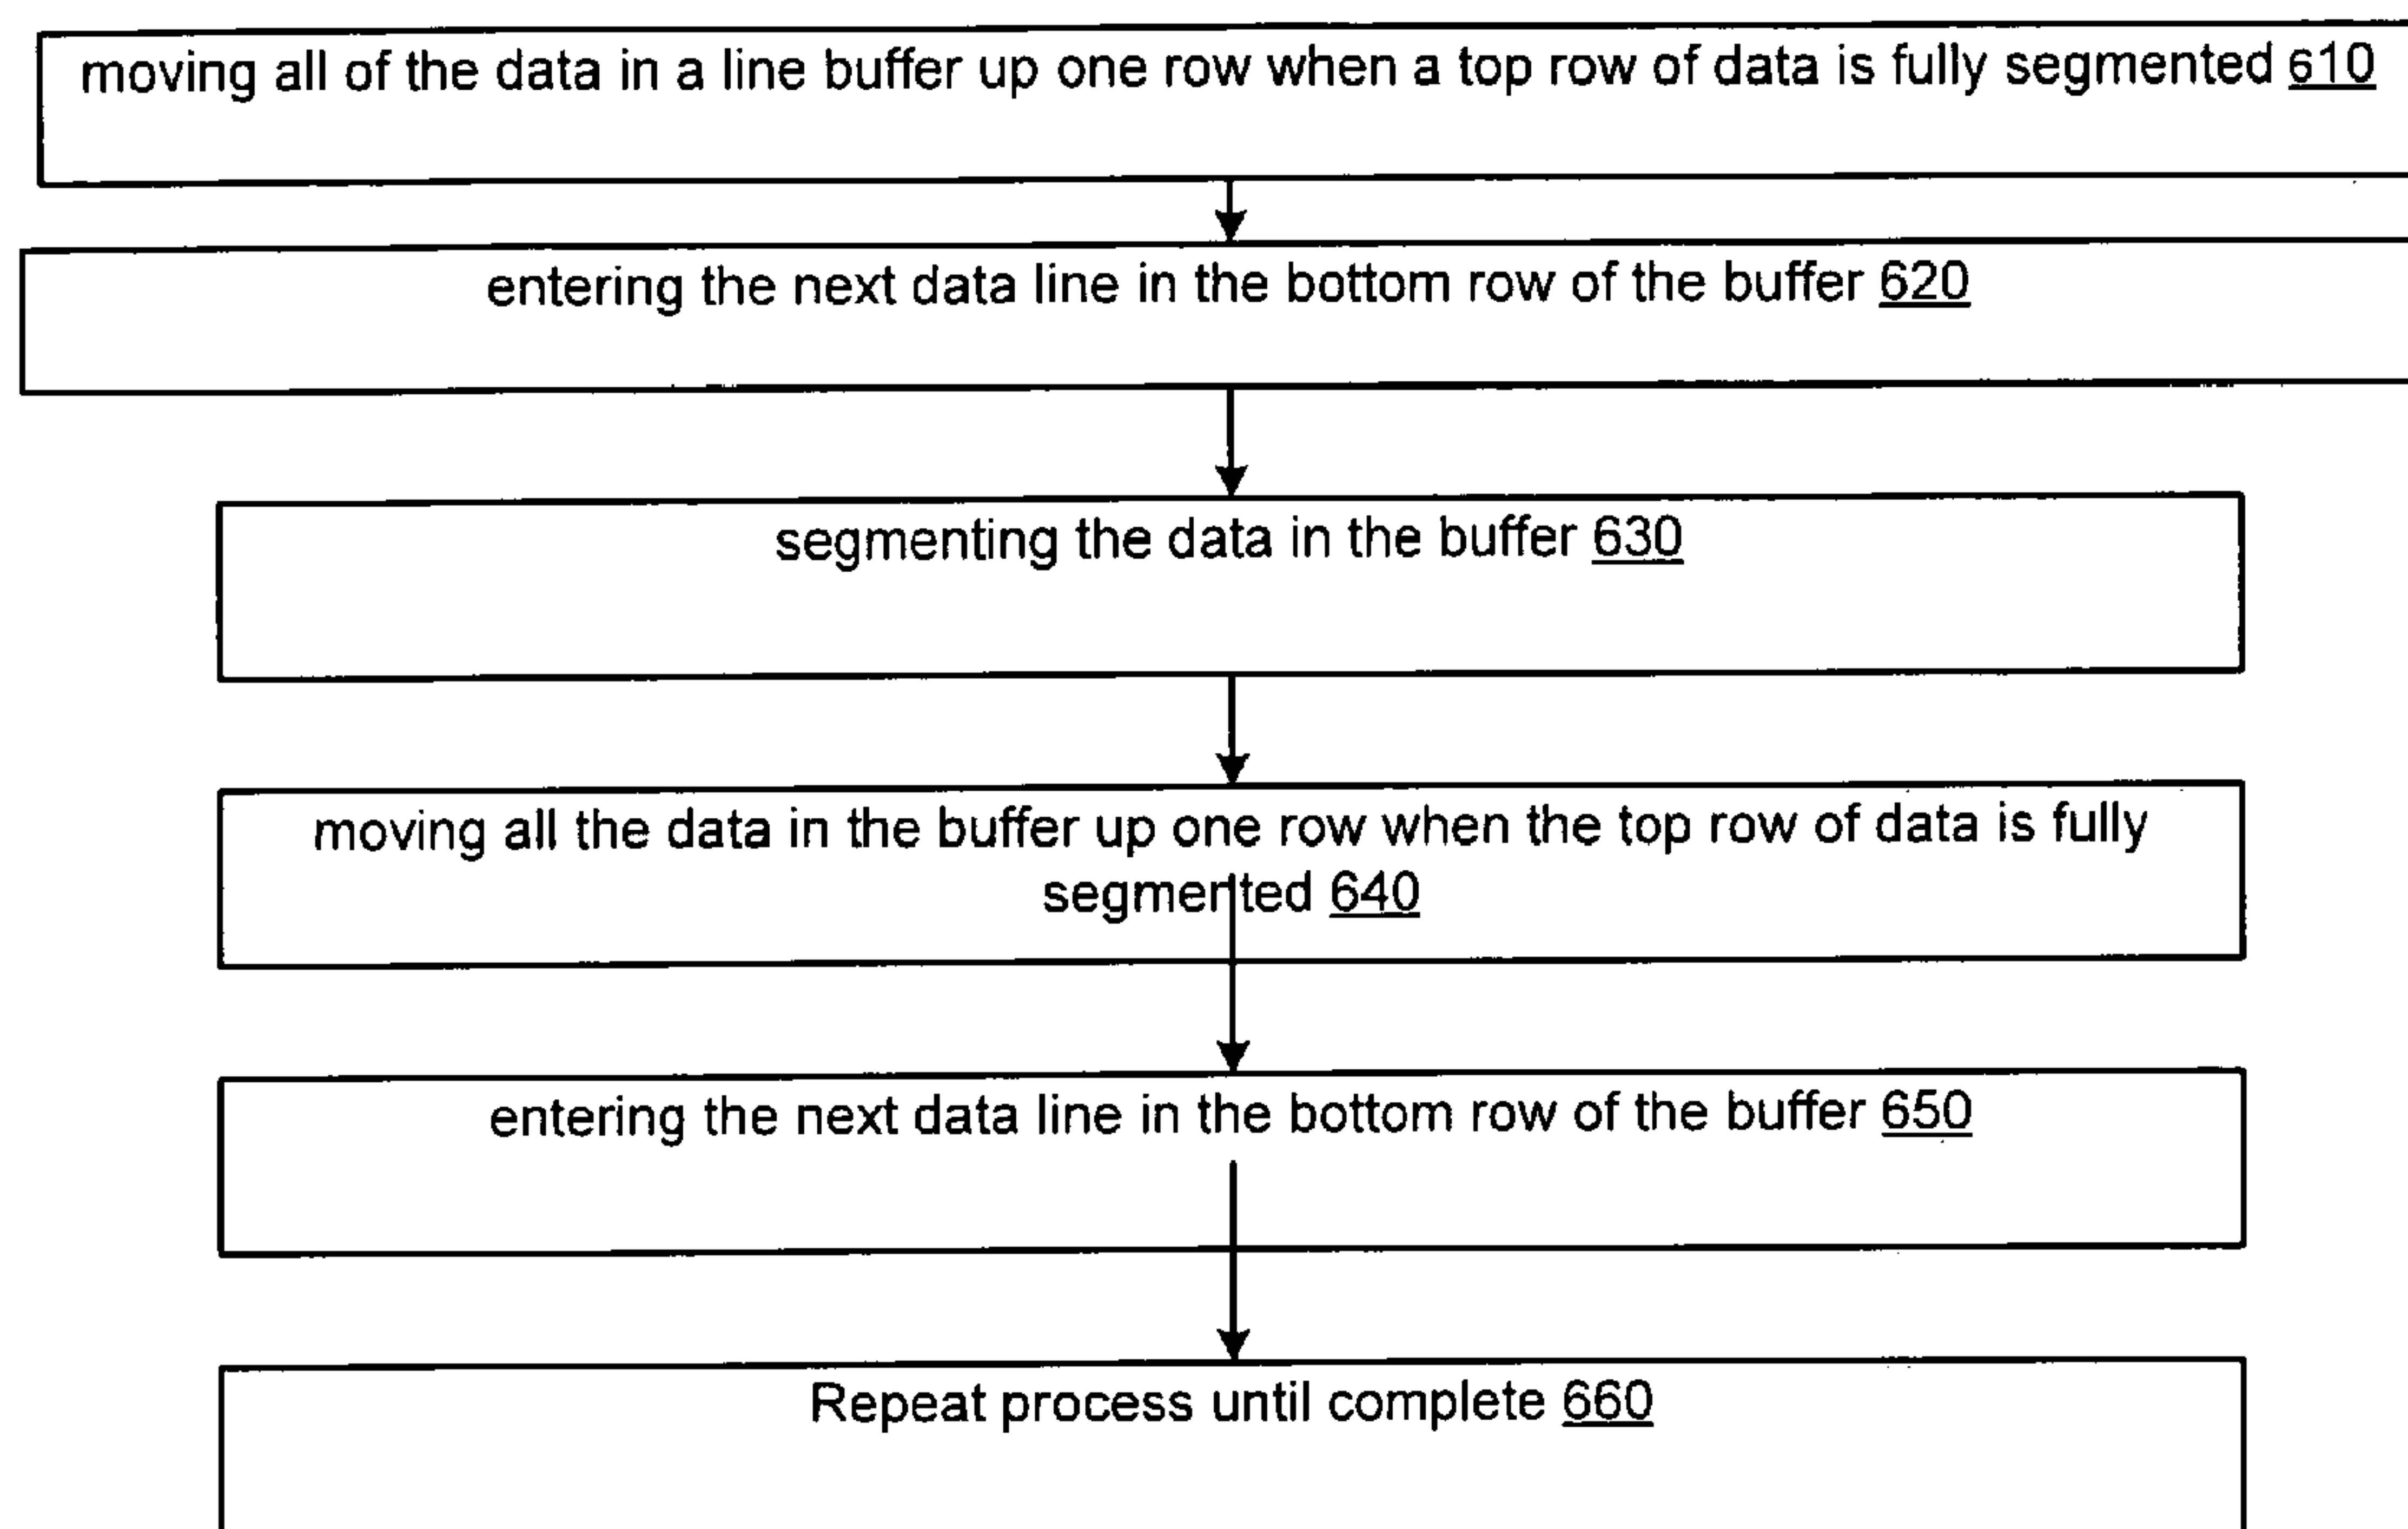 moving all of the data in a line buffer up one row when a top row of data is fully segmented 610
entering the next data line in the bottom row of the buffer 620
segmenting the data in the buffer 630
moving all the data in the buffer up one row when the top row of data is fully
segmented 640
entering the next data line in the bottom row of the buffer 650
Repeat process until complete 660